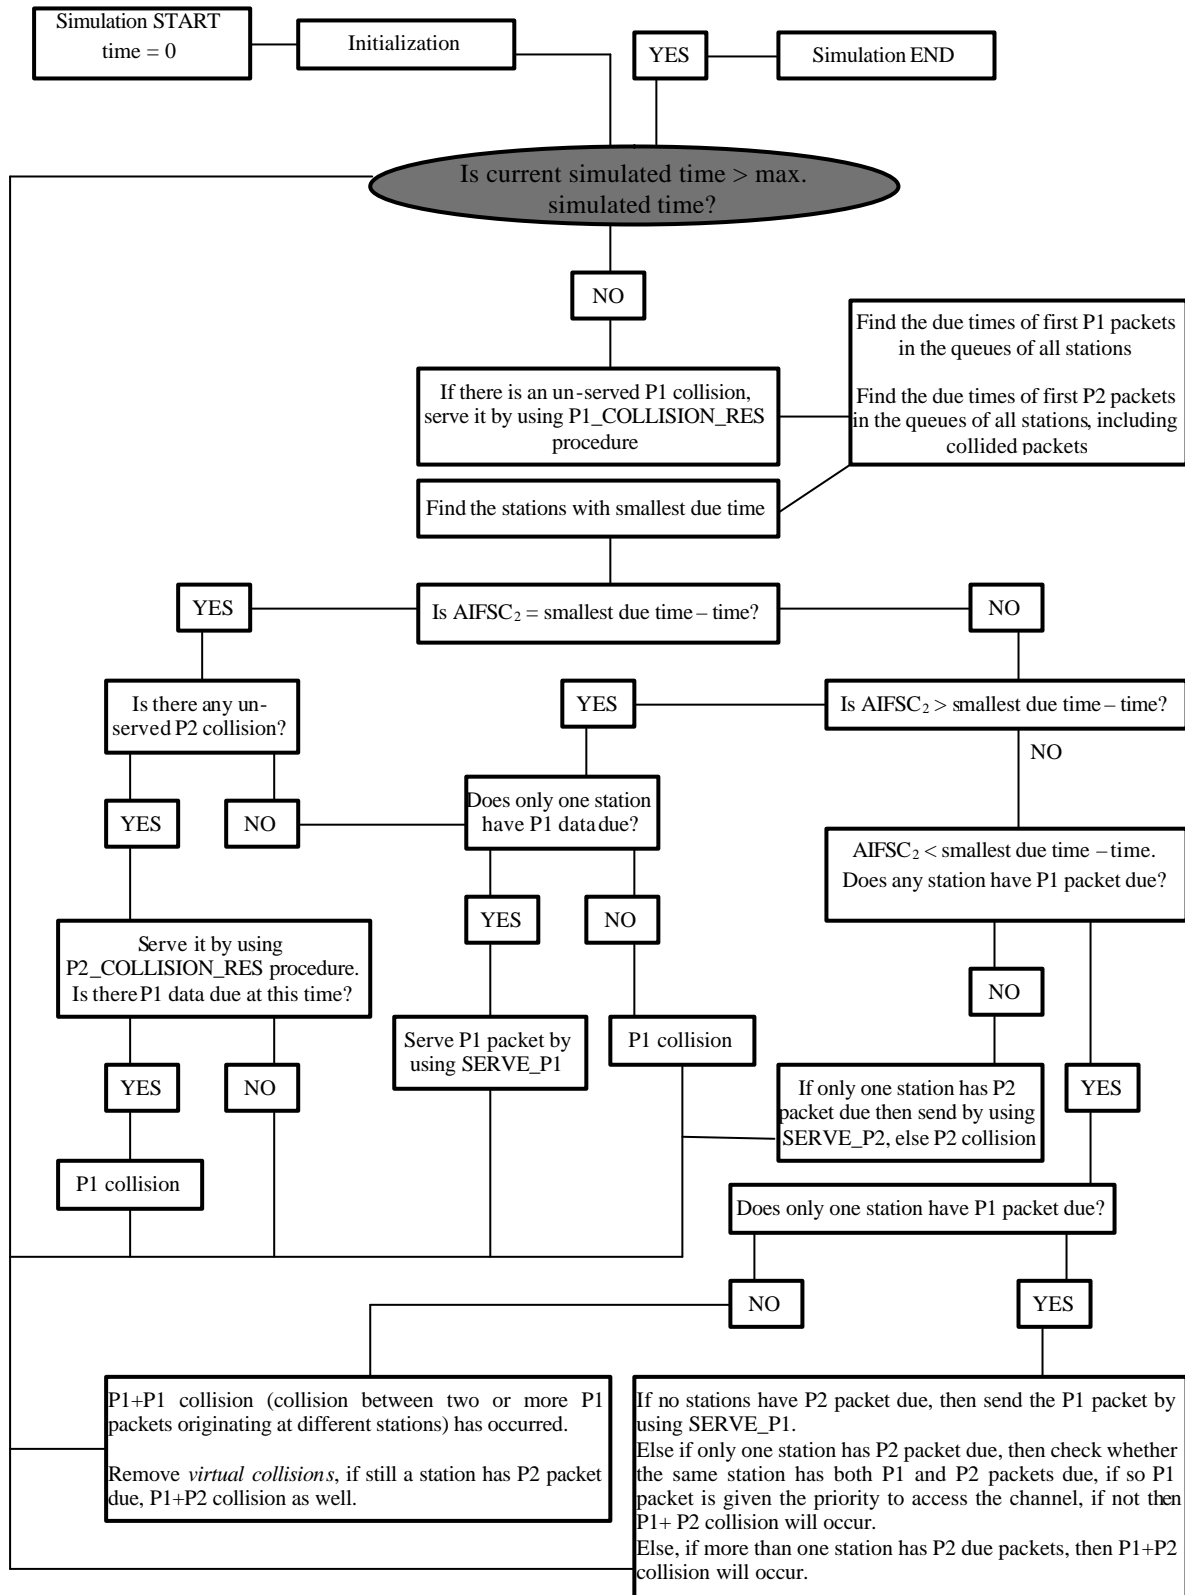 Simulation START
time = 0
Initialization
YES
Simulation END
Is current simulated time > max.
simulated time?
NO
Find the due times of first P1 packets
in the queues of all stations
Find the due times of first P2 packets
in the queues of all stations, including
collided packets
If there is an un-served P1 collision,
serve it by using P1_COLLISION_RES
procedure
Find the stations with smallest due time
YES
Is AIFSC₂ = smallest due time – time?
NO
Is there any un-
served P2 collision?
YES
Is AIFSC₂ > smallest due time – time?
NO
YES
NO
Does only one station
have P1 data due?
AIFSC₂ < smallest due time – time.
Does any station have P1 packet due?
YES
NO
Serve it by using
P2_COLLISION_RES procedure.
Is there P1 data due at this time?
NO
Serve P1 packet by
using SERVE_P1
P1 collision
YES
NO
If only one station has P2
packet due then send by using
SERVE_P2, else P2 collision
YES
P1 collision
Does only one station have P1 packet due?
NO
YES
P1+P1 collision (collision between two or more P1
packets originating at different stations) has occurred.
Remove virtual collisions, if still a station has P2 packet
due, P1+P2 collision as well.
If no stations have P2 packet due, then send the P1 packet by
using SERVE_P1.
Else if only one station has P2 packet due, then check whether
the same station has both P1 and P2 packets due, if so P1
packet is given the priority to access the channel, if not then
P1+ P2 collision will occur.
Else, if more than one station has P2 due packets, then P1+P2
collision will occur.